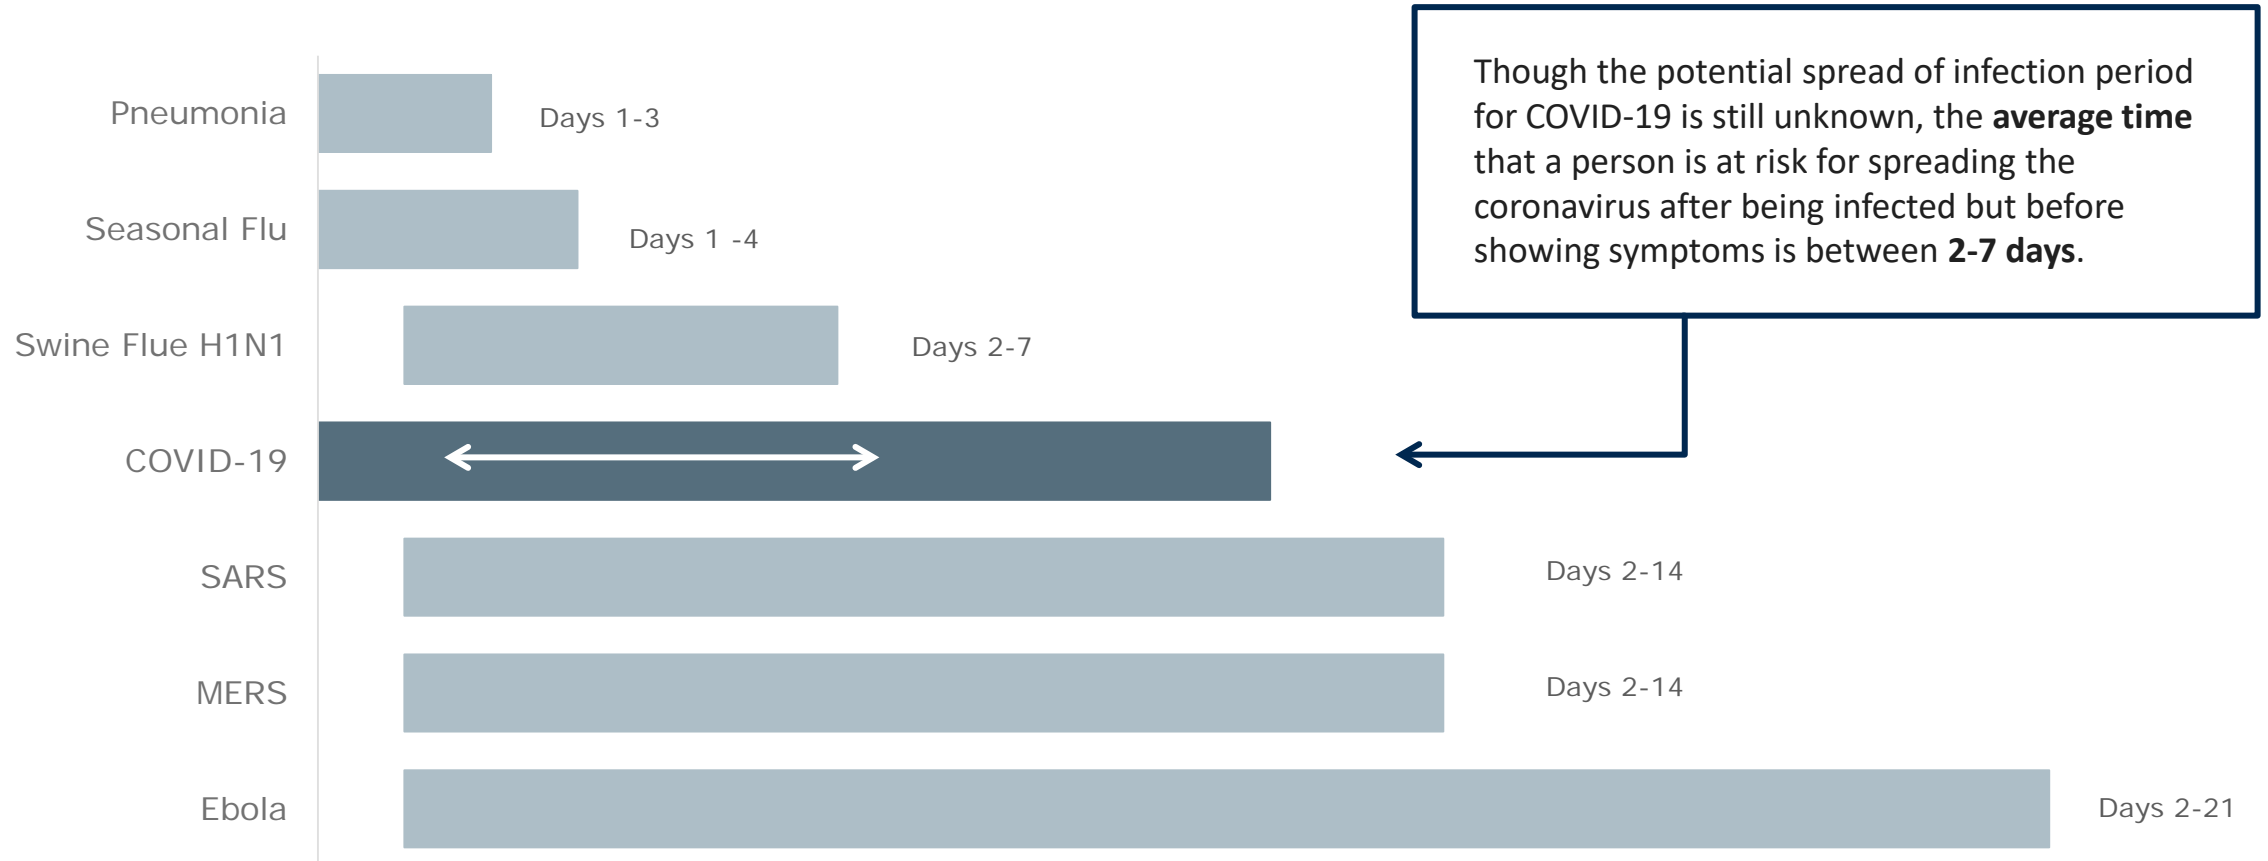 Though the potential spread of infection period
for COVID-19 is still unknown, the average time
that a person is at risk for spreading the
coronavirus after being infected but before
showing symptoms is between 2-7 days.
Pneumonia
Days 1-3
Seasonal Flu
Days 1 -4
Swine Flue H1N1
Days 2-7
COVID-19
SARS
Days 2-14
MERS
Days 2-14
Ebola
Days 2-21